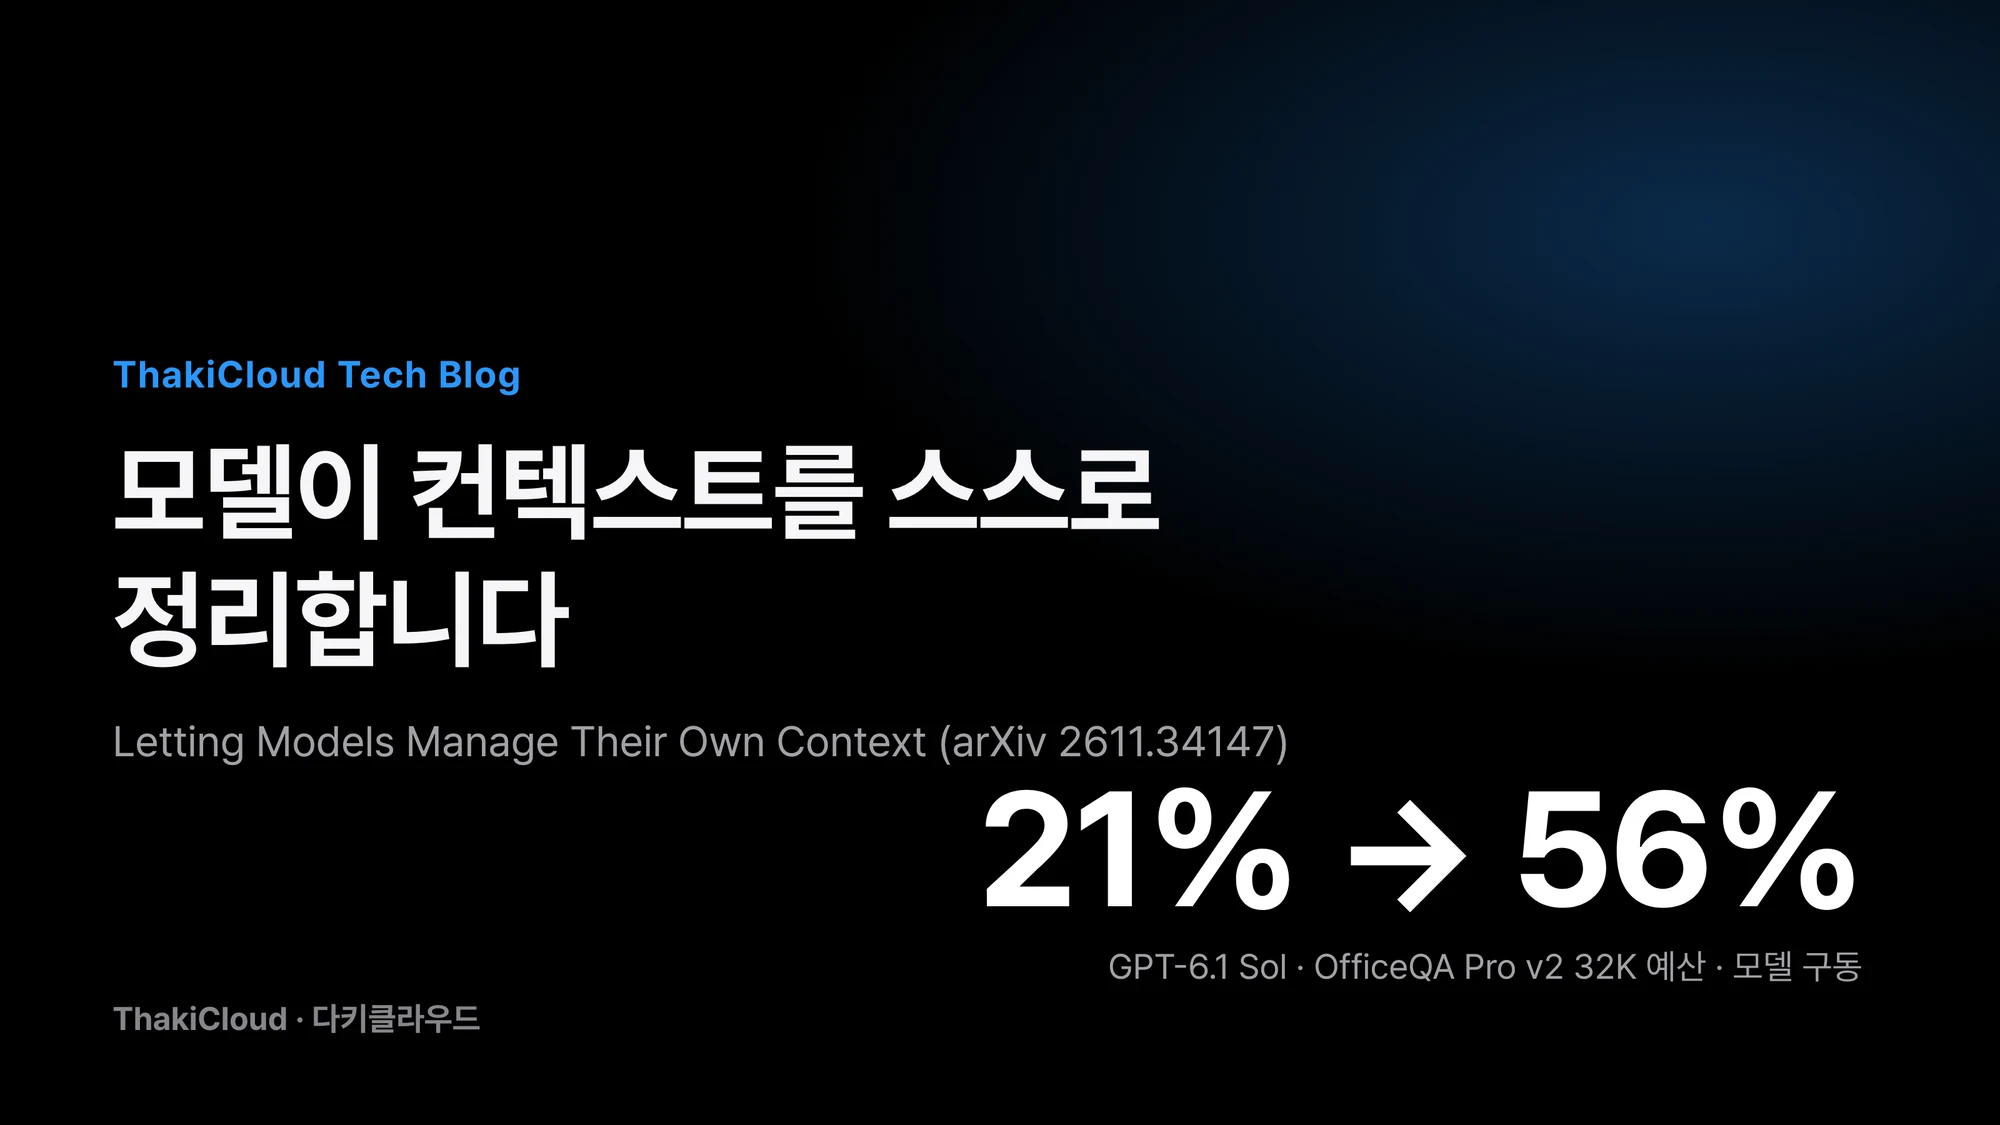 ThakiCloud Tech Blog
모델이 컨텍스트를 스스로
정리합니다
Letting Models Manage Their Own Context (arXiv 2611.34147)
21% → 56%
GPT-6.1 Sol · OfficeQA Pro v2 32K 예산 · 모델 구동
ThakiCloud · 다키클라우드